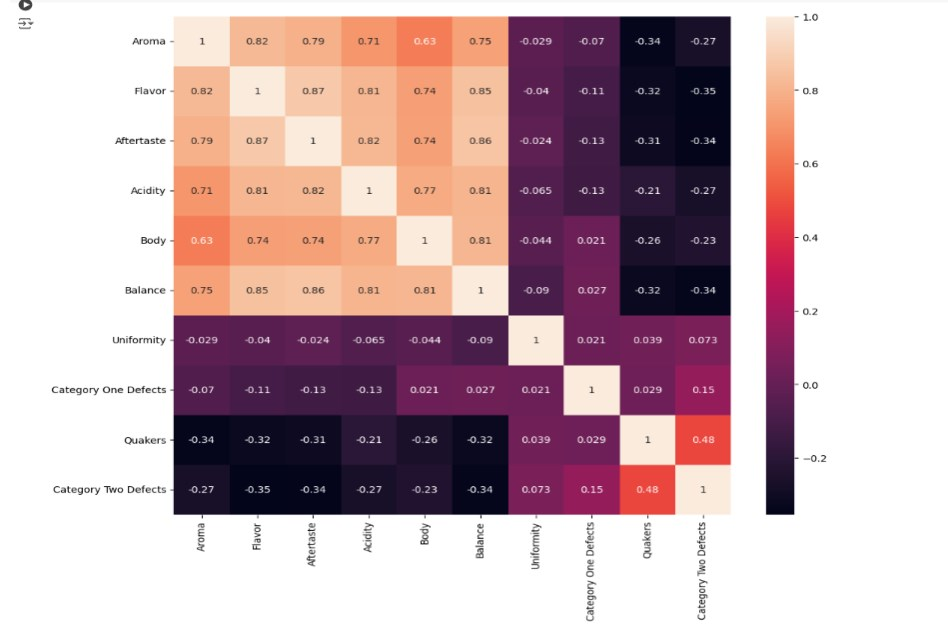 1.0
Aroma 1 0.82 0.79 0.71 0.63 0.75 -0.029 -0.07 -0.34 -0.27
Flavor 0.82 1 0.87 0.81 0.74 0.85 -0.04 -0.11 -0.32 -0.35
0.8
Aftertaste 0.79 0.87 1 0.82 0.74 0.86 -0.024 -0.13 -0.31 -0.34
0.6
Acidity 0.71 0.81 0.82 1 0.77 0.81 -0.065 -0.13 -0.21 -0.27
Body 0.63 0.74 0.74 0.77 1 0.81 -0.044 0.021 -0.26 -0.23
0.4
Balance 0.75 0.85 0.86 0.81 0.81 1 -0.09 0.027 -0.32 -0.34
0.2
Uniformity -0.029 -0.04 -0.024 -0.065 -0.044 -0.09 1 0.021 0.039 0.073
0.0
Category One Defects -0.07 -0.11 -0.13 -0.13 0.021 0.027 0.021 1 0.029 0.15
Quakers -0.34 -0.32 -0.31 -0.21 -0.26 -0.32 0.039 0.029 1 0.48
-0.2
Category Two Defects -0.27 -0.35 -0.34 -0.27 -0.23 -0.34 0.073 0.15 0.48 1
Aroma
Flavor
Aftertaste
Acidity
Body
Balance
Uniformity
Category One Defects
Quakers
Category Two Defects